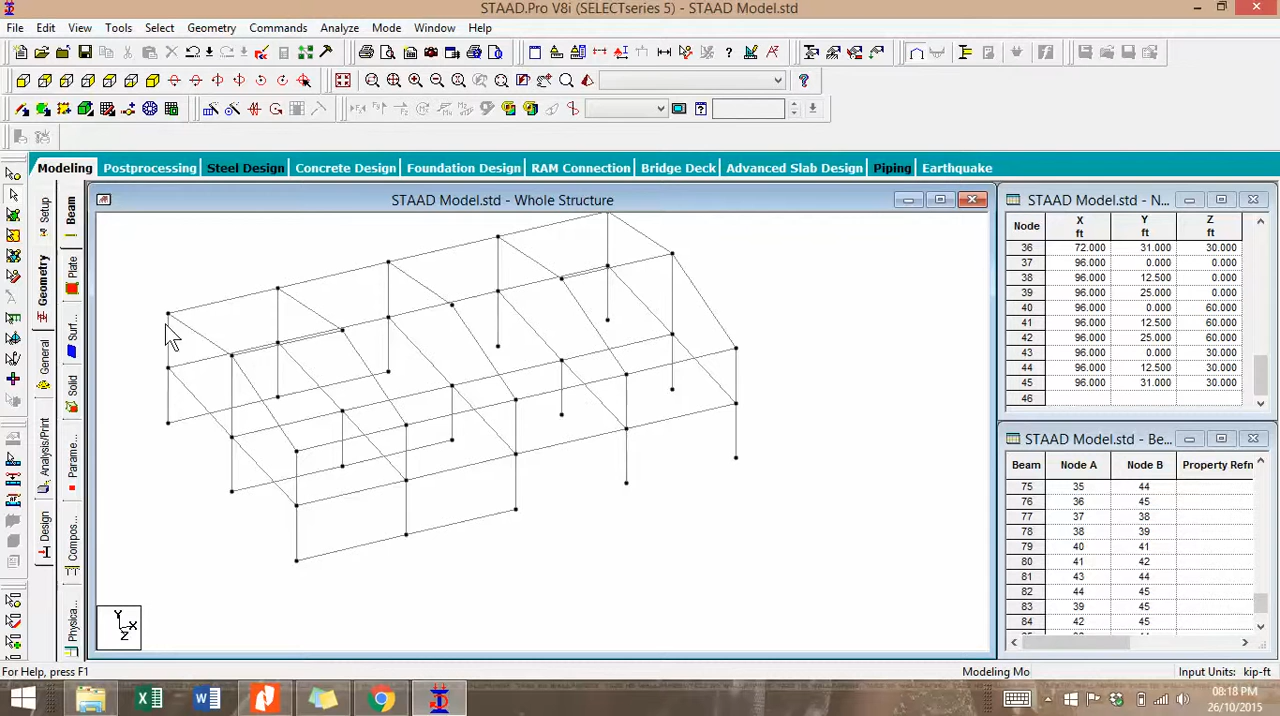 STAAD.Pro V8i (SELECTseries 5) - STAAD Model.std
File Edit View Tools Select Geometry Commands Analyze Mode Window Help
Modeling Postprocessing Steel Design Concrete Design Foundation Design RAM Connection Bridge Deck Advanced Slab Design Piping Earthquake
STAAD Model.std - Whole Structure
Setup
Geometry
General
Analysis/Print
Design
Beam
Plate
Surf...
Solid
Parame...
Compos...
Physica...
Y
X
Z
STAAD Model.std - N...
Node X ft Y ft Z ft
36 72.000 31.000 30.000
37 96.000 0.000 0.000
38 96.000 12.500 0.000
39 96.000 25.000 0.000
40 96.000 0.000 60.000
41 96.000 12.500 60.000
42 96.000 25.000 60.000
43 96.000 0.000 30.000
44 96.000 12.500 30.000
45 96.000 31.000 30.000
46
STAAD Model.std - Be...
Beam Node A Node B Property Refn
75 35 44
76 36 45
77 37 38
78 38 39
79 40 41
80 41 42
81 43 44
82 44 45
83 39 45
84 42 45
For Help, press F1
Modeling Mo
Input Units: kip-ft
08:18 PM
26/10/2015